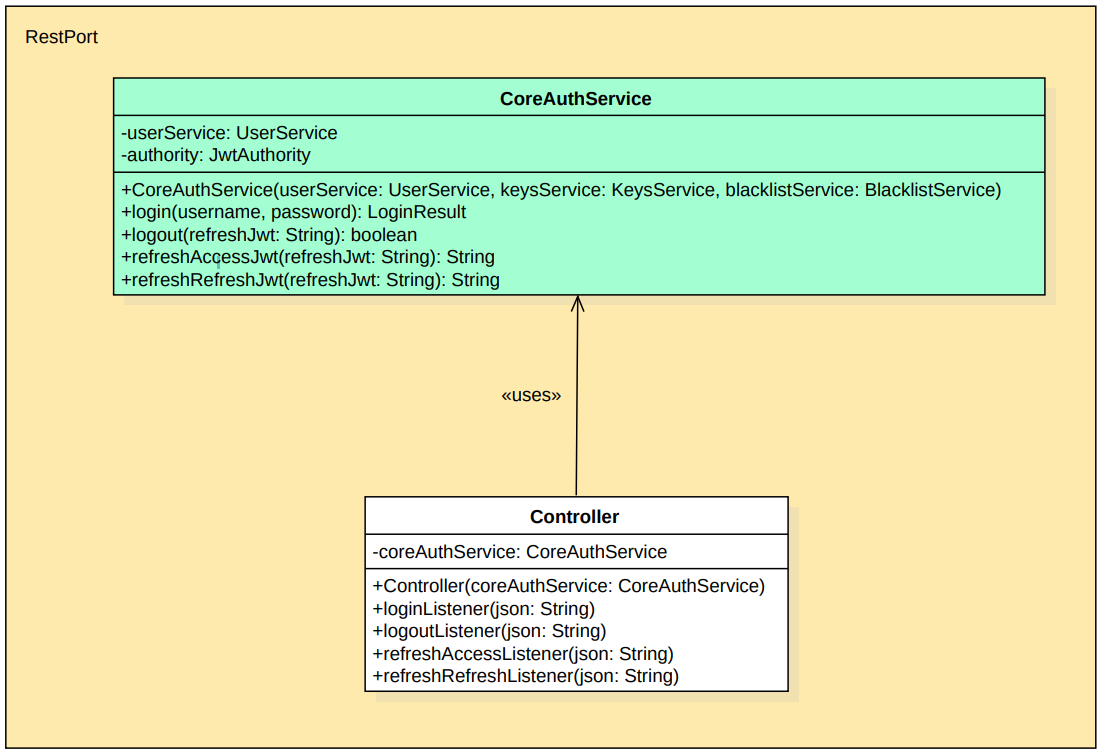 RestPort
CoreAuthService
-userService: UserService
-authority: JwtAuthority
+CoreAuthService(userService: UserService, keysService: KeysService, blacklistService: BlacklistService)
+login(username, password): LoginResult
+logout(refreshJwt: String): boolean
+refreshAccessJwt(refreshJwt: String): String
+refreshRefreshJwt(refreshJwt: String): String
«uses»
Controller
-coreAuthService: CoreAuthService
+Controller(coreAuthService: CoreAuthService)
+loginListener(json: String)
+logoutListener(json: String)
+refreshAccessListener(json: String)
+refreshRefreshListener(json: String)